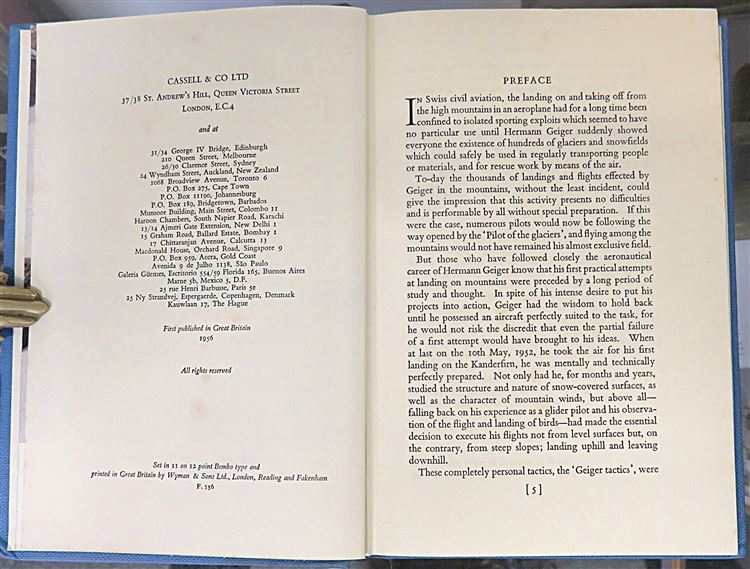 CASSELL & CO LTD
37/38 St. Andrew's Hill, Queen Victoria Street
London, E.C.4
and at
31/34 George IV Bridge, Edinburgh
210 Queen Street, Melbourne
26/30 Clarence Street, Sydney
24 Wyndham Street, Auckland, New Zealand
1068 Broadview Avenue, Toronto 6
P.O. Box 275, Cape Town
P.O. Box 11190, Johannesburg
P.O. Box 189, Bridgetown, Barbados
Munsoor Building, Main Street, Colombo 11
Haroon Chambers, South Napier Road, Karachi
13/14 Ajmeri Gate Extension, New Delhi 1
15 Graham Road, Ballard Estate, Bombay 1
17 Chittaranjan Avenue, Calcutta 13
Macdonald House, Orchard Road, Singapore 9
P.O. Box 959, Accra, Gold Coast
Avenida 9 de Julho 1138, São Paulo
Galeria Güemes, Escritorio 554/59 Florida 165, Buenos Aires
Marne 5b, Mexico 5, D.F.
25 rue Henri Barbusse, Paris 5e
25 Ny Strandvej, Espergaerde, Copenhagen, Denmark
Kauwlaan 17, The Hague
First published in Great Britain
1956
All rights reserved
Set in 11 on 12 point Bembo type and
printed in Great Britain by Wyman & Sons Ltd., London, Reading and Fakenham
F. 556
PREFACE
In Swiss civil aviation, the landing on and taking off from
the high mountains in an aeroplane had for a long time been
confined to isolated sporting exploits which seemed to have
no particular use until Hermann Geiger suddenly showed
everyone the existence of hundreds of glaciers and snowfields
which could safely be used in regularly transporting people
or materials, and for rescue work by means of the air.
To-day the thousands of landings and flights effected by
Geiger in the mountains, without the least incident, could
give the impression that this activity presents no difficulties
and is performable by all without special preparation. If this
were the case, numerous pilots would now be following the
way opened by the 'Pilot of the glaciers', and flying among the
mountains would not have remained his almost exclusive field.
But those who have followed closely the aeronautical
career of Hermann Geiger know that his first practical attempts
at landing on mountains were preceded by a long period of
study and thought. In spite of his intense desire to put his
projects into action, Geiger had the wisdom to hold back
until he possessed an aircraft perfectly suited to the task, for
he would not risk the discredit that even the partial failure
of a first attempt would have brought to his ideas. When
at last on the 10th May, 1952, he took the air for his first
landing on the Kanderfirn, he was mentally and technically
perfectly prepared. Not only had he, for months and years,
studied the structure and nature of snow-covered surfaces, as
well as the character of mountain winds, but above all—
falling back on his experience as a glider pilot and his observa-
tion of the flight and landing of birds—had made the essential
decision to execute his flights not from level surfaces but, on
the contrary, from steep slopes; landing uphill and leaving
downhill.
These completely personal tactics, the 'Geiger tactics', were
[5]